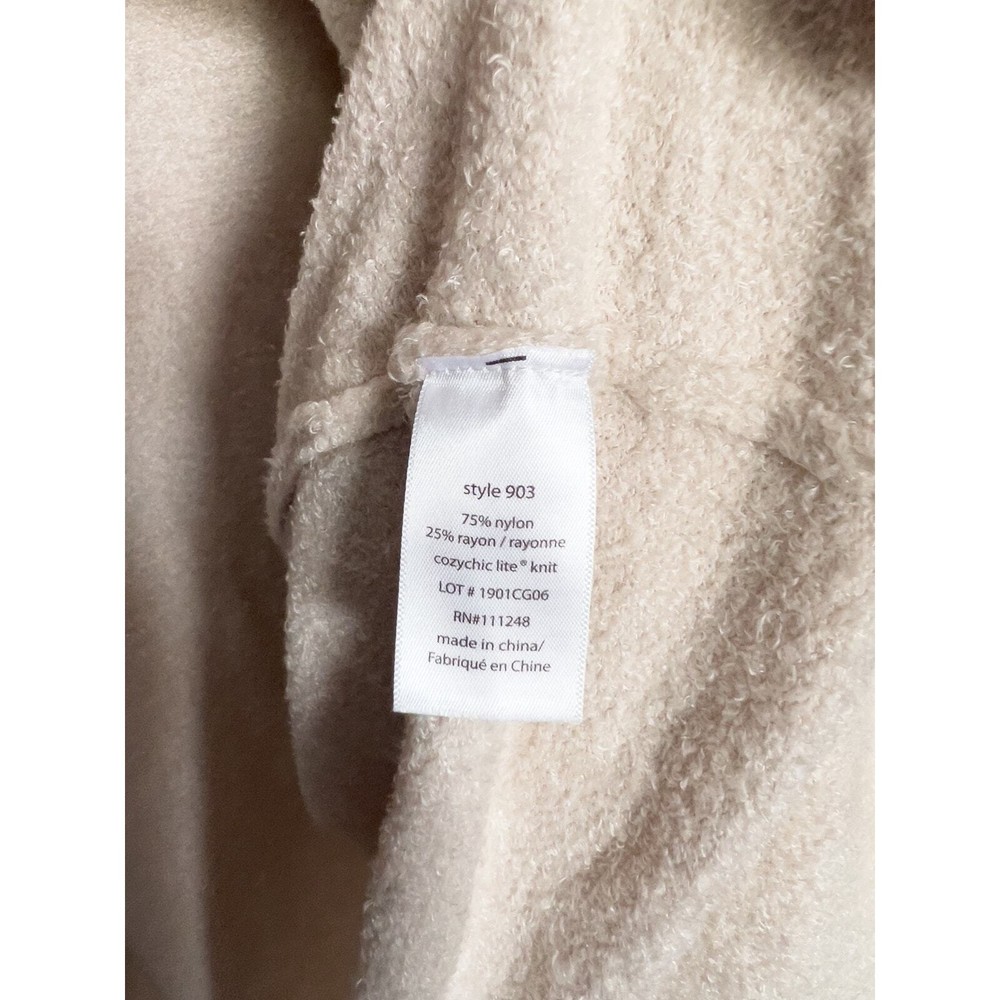 style 903
75% nylon
25% rayon / rayonne
cozychic lite® knit
LOT # 1901CG06
RN#111248
made in china/
Fabriqué en Chine